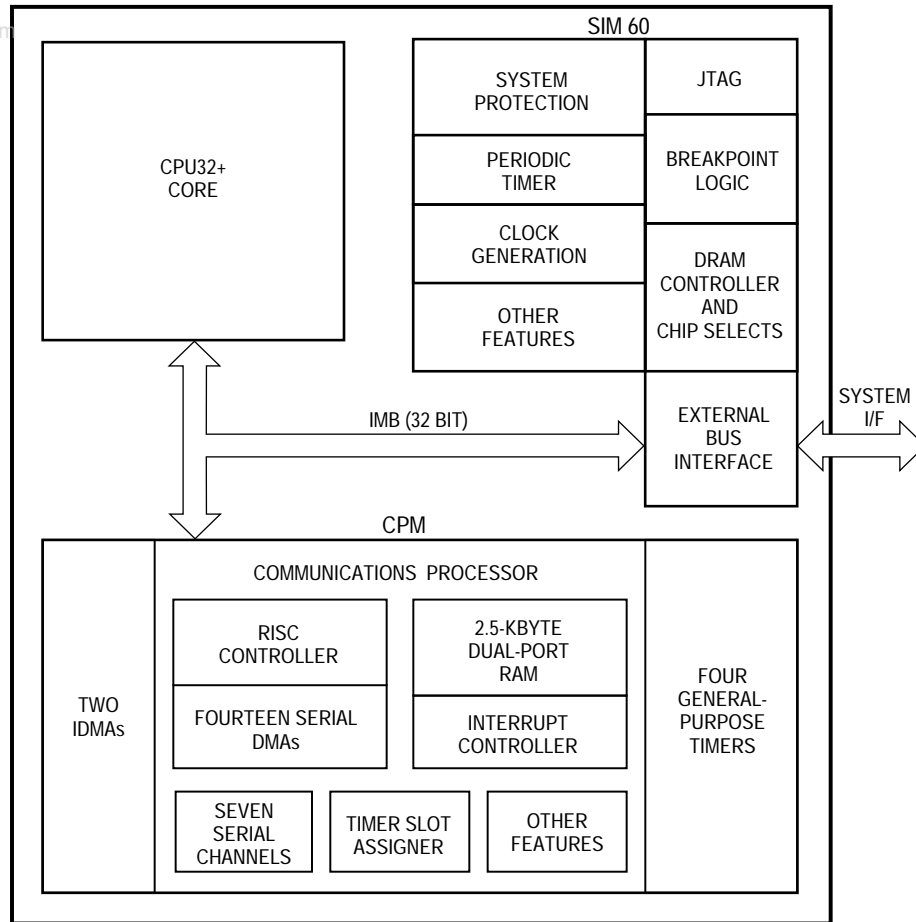 m
SIM 60
CPU32+
CORE
SYSTEM
PROTECTION
PERIODIC
TIMER
CLOCK
GENERATION
OTHER
FEATURES
JTAG
BREAKPOINT
LOGIC
DRAM
CONTROLLER
AND
CHIP SELECTS
EXTERNAL
BUS
INTERFACE
SYSTEM
I/F
IMB (32 BIT)
CPM
TWO
IDMAs
COMMUNICATIONS PROCESSOR
RISC
CONTROLLER
FOURTEEN SERIAL
DMAs
2.5-KBYTE
DUAL-PORT
RAM
INTERRUPT
CONTROLLER
SEVEN
SERIAL
CHANNELS
TIMER SLOT
ASSIGNER
OTHER
FEATURES
FOUR
GENERAL-
PURPOSE
TIMERS